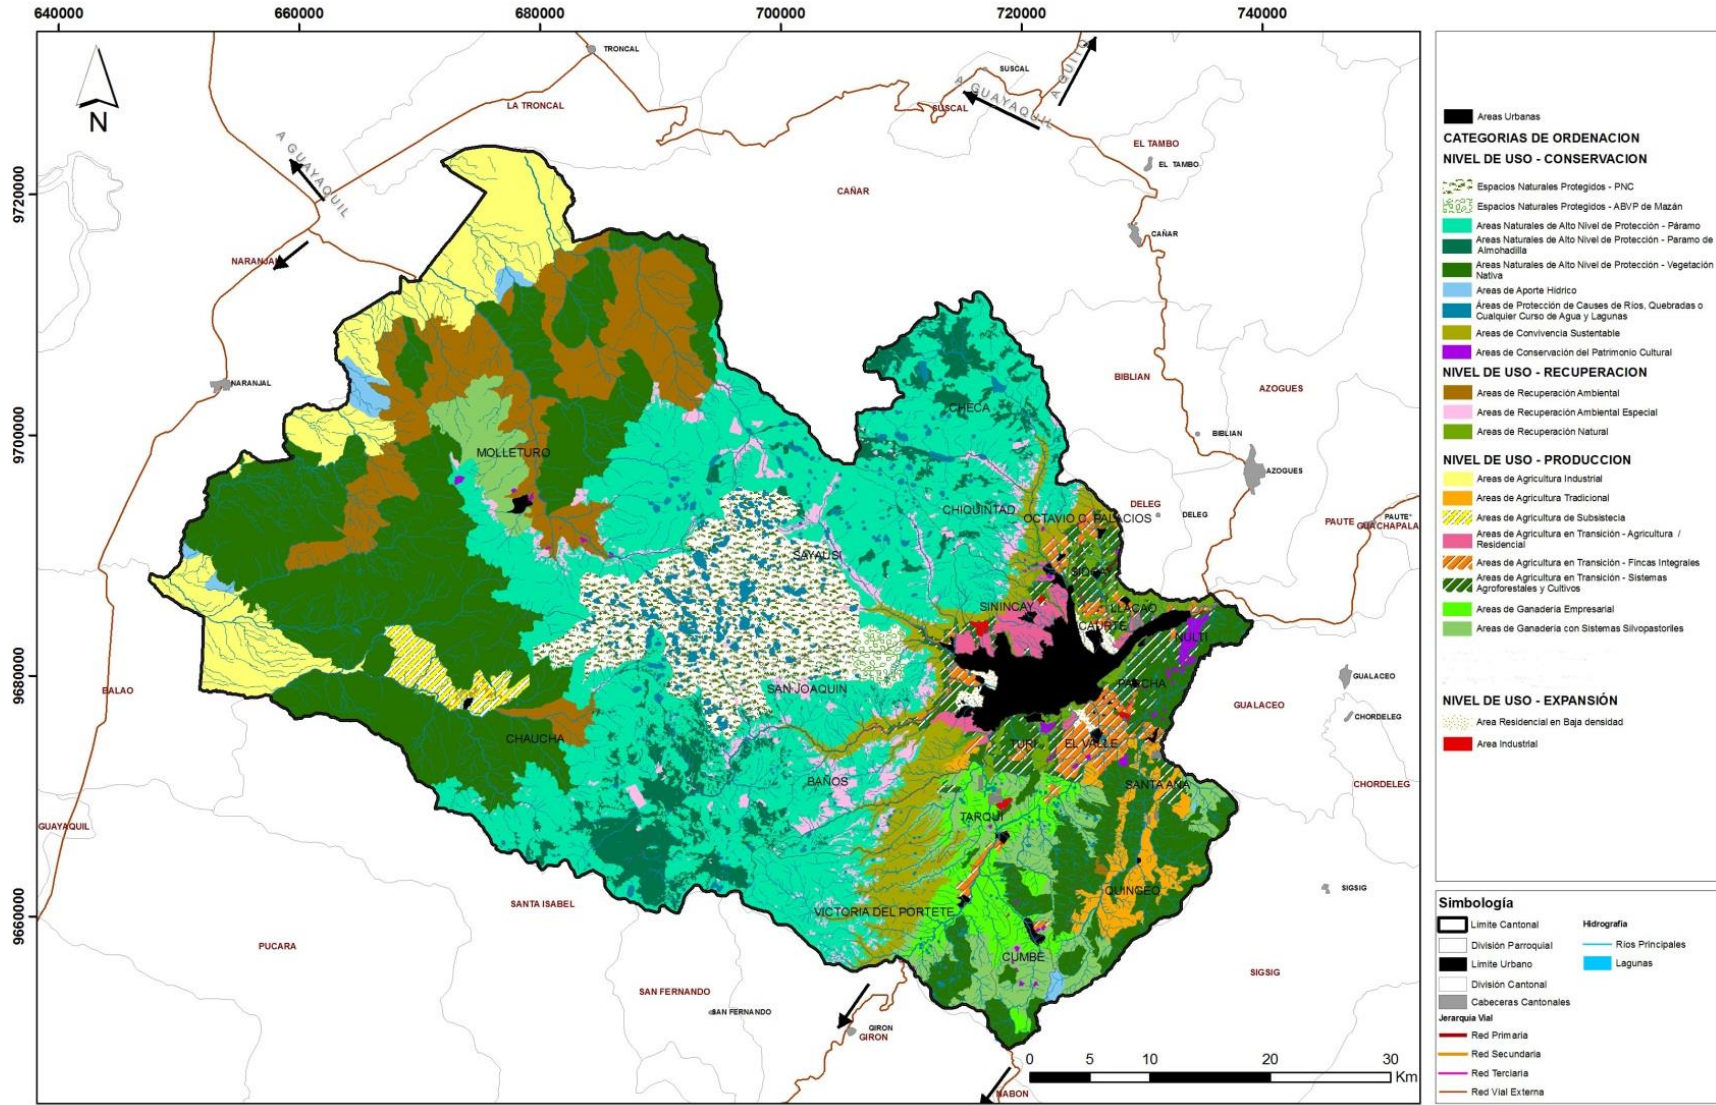 640000
660000
680000
700000
720000
740000
9720000
9700000
9680000
9660000
N
TRONCAL
LA TRONCAL
A GUAYAQUIL
NARANJAL
NARANJAL
SUSCAL
SUSCAL
A GUAYAQUIL
A QUITO
EL TAMBO
EL TAMBO
CAÑAR
CAÑAR
BIBLIAN
AZOGUES
BIBLIAN
AZOGUES
DELEG
DELEG
PAUTE
PAUTE
GUACHAPALA
CHECA
MOLLETURO
CHIQUINTAD
OCTAVIO C. PALACIOS
SAYAUSI
SININCAY
LLACAO
NULTI
SAN JOAQUIN
PACCHA
BALAO
GUALACEO
GUALACEO
CHORDELEG
CHORDELEG
CHAUCHA
TURI
EL VALLE
BAÑOS
SANTA ANA
TARQUI
GUAYAQUIL
QUINGEO
SIGSIG
SANTA ISABEL
VICTORIA DEL PORTETE
PUCARA
CUMBE
SIGSIG
SAN FERNANDO
SAN FERNANDO
GIRON
GIRON
NABON
0 5 10 20 30
Km
Areas Urbanas
CATEGORIAS DE ORDENACION
NIVEL DE USO - CONSERVACION
Espacios Naturales Protegidos - PNC
Espacios Naturales Protegidos - ABVP de Mazán
Areas Naturales de Alto Nivel de Protección - Páramo
Areas Naturales de Alto Nivel de Protección - Paramo de
Almohadilla
Areas Naturales de Alto Nivel de Protección - Vegetación
Nativa
Areas de Aporte Hídrico
Áreas de Protección de Causes de Ríos, Quebradas o
Cualquier Curso de Agua y Lagunas
Areas de Convivencia Sustentable
Areas de Conservación del Patrimonio Cultural
NIVEL DE USO - RECUPERACION
Areas de Recuperación Ambiental
Areas de Recuperación Ambiental Especial
Areas de Recuperación Natural
NIVEL DE USO - PRODUCCION
Areas de Agricultura Industrial
Areas de Agricultura Tradicional
Areas de Agricultura de Subsistecia
Areas de Agricultura en Transición - Agricultura /
Residencial
Areas de Agricultura en Transición - Fincas Integrales
Areas de Agricultura en Transición - Sistemas
Agroforestales y Cultivos
Areas de Ganadería Empresarial
Areas de Ganadería con Sistemas Silvopastoriles
NIVEL DE USO - EXPANSIÓN
Area Residencial en Baja densidad
Area Industrial
Simbología
Limite Cantonal
División Parroquial
Limite Urbano
División Cantonal
Cabeceras Cantonales
Jerarquia Vial
Red Primaria
Red Secundaria
Red Terciaria
Red Vial Externa
Hidrografia
Ríos Principales
Lagunas